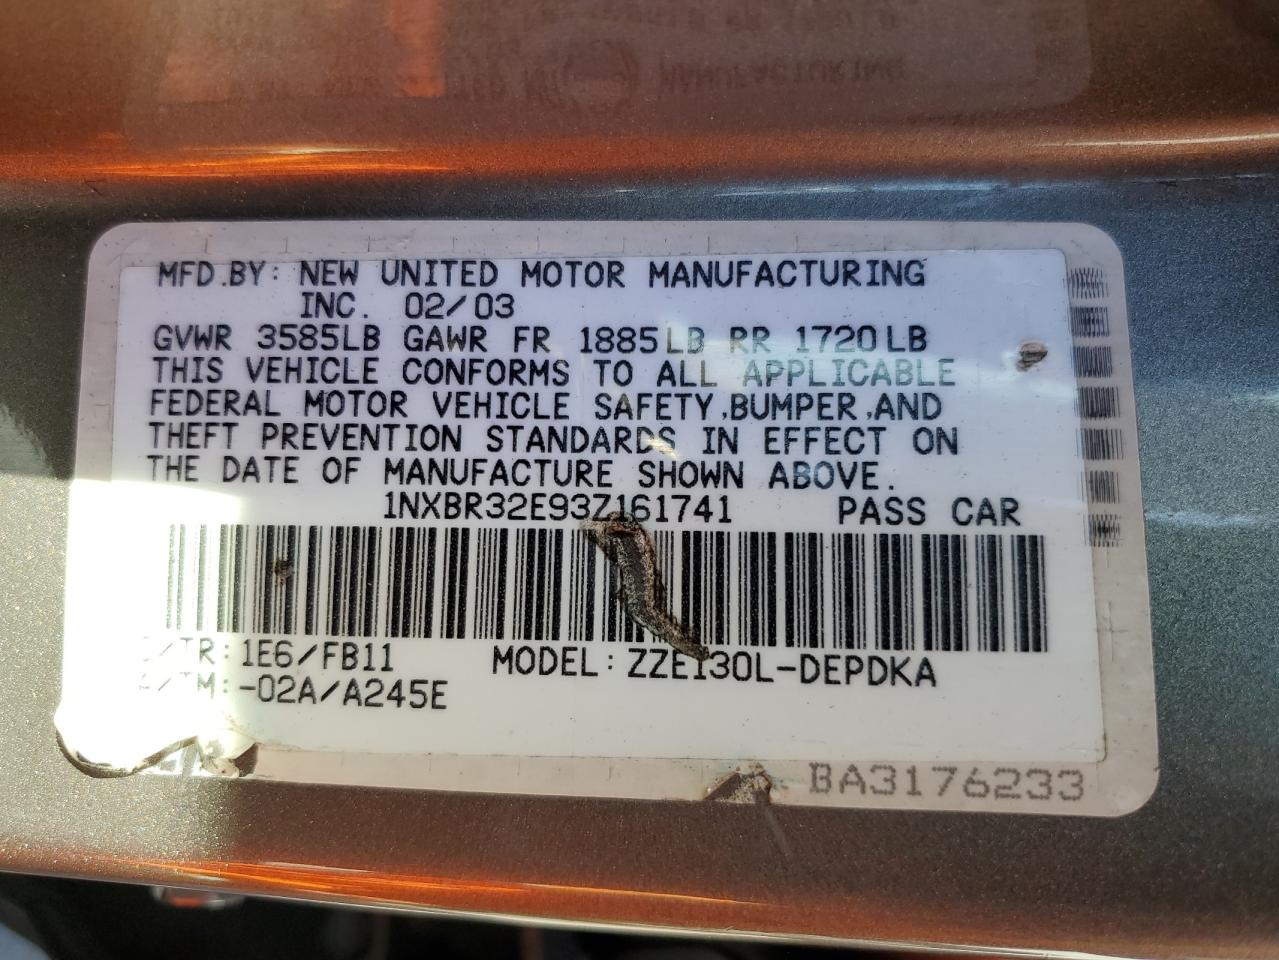 MFD.BY: NEW UNITED MOTOR MANUFACTURING
INC. 02/03
GVWR 3585LB GAWR FR 1885LB RR 1720LB
THIS VEHICLE CONFORMS TO ALL APPLICABLE
FEDERAL MOTOR VEHICLE SAFETY,BUMPER,AND
THEFT PREVENTION STANDARDS IN EFFECT ON
THE DATE OF MANUFACTURE SHOWN ABOVE.
1NXBR32E93Z161741 PASS CAR
C/TR: 1E6/FB11 MODEL: ZZE130L-DEPDKA
A/TM: -02A/A245E
BA3176233